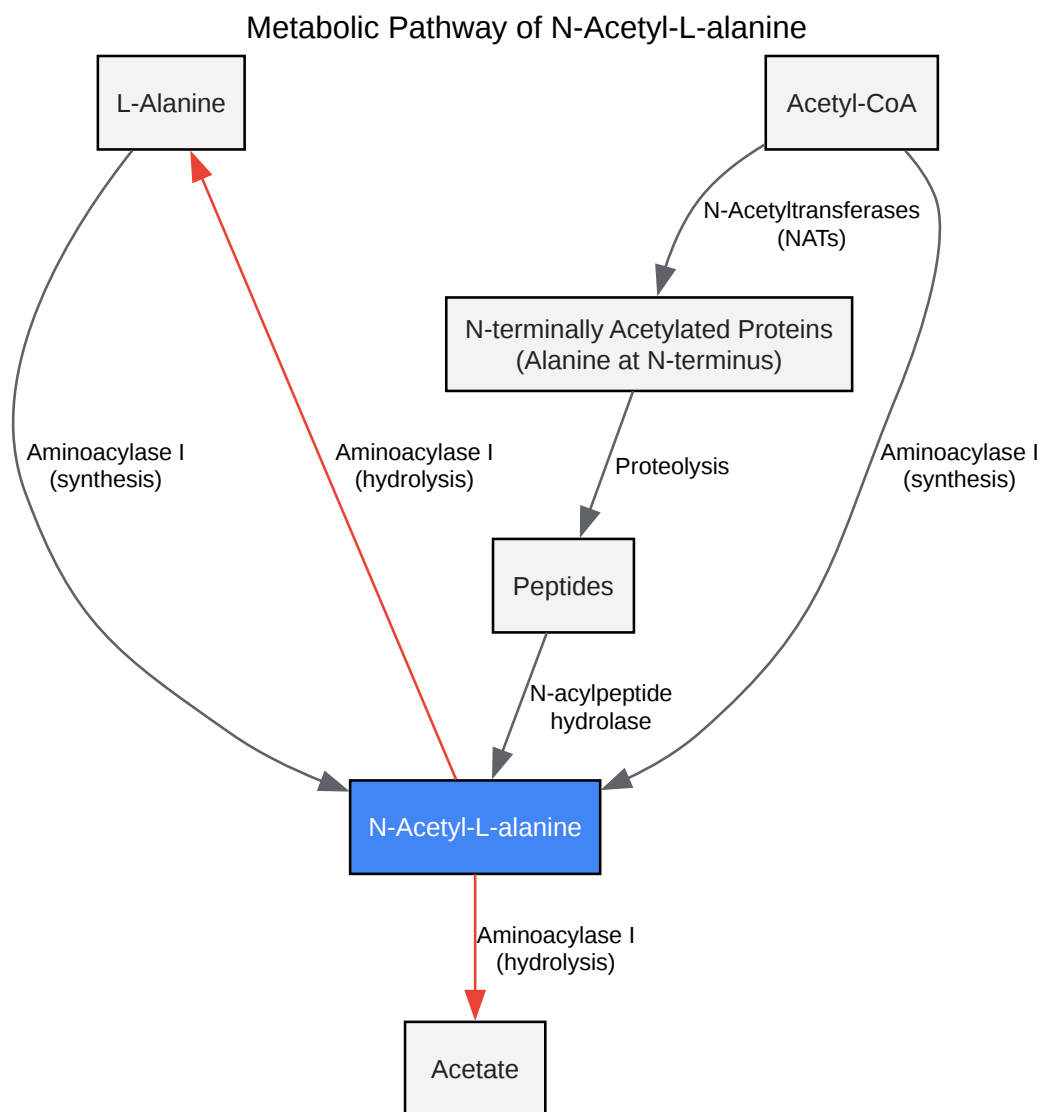 Metabolic Pathway of N-Acetyl-L-alanine
L-Alanine
Acetyl-CoA
N-Acetyltransferases
(NATs)
N-terminally Acetylated Proteins
(Alanine at N-terminus)
Aminoacylase I
(synthesis)
Aminoacylase I
(hydrolysis)
Proteolysis
Aminoacylase I
(synthesis)
Peptides
N-acylpeptide
hydrolase
N-Acetyl-L-alanine
Aminoacylase I
(hydrolysis)
Acetate